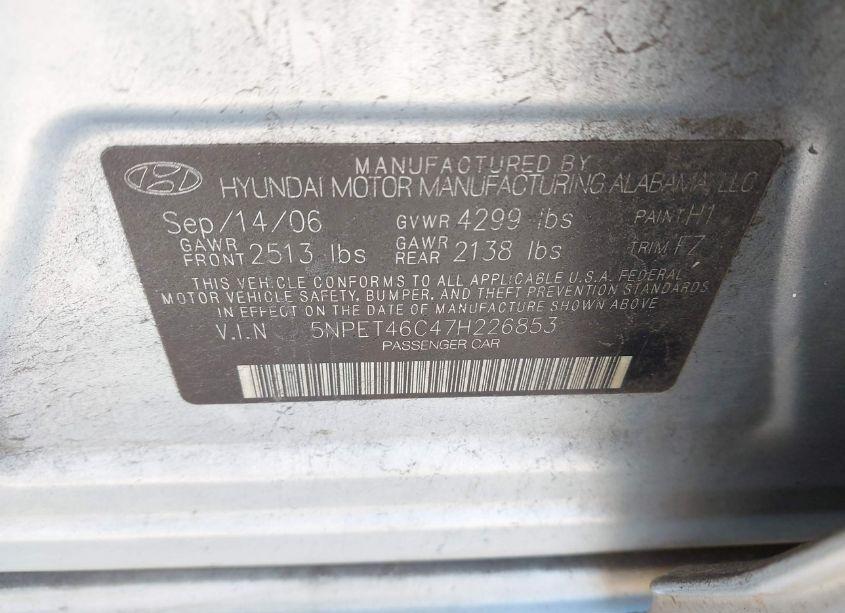 MANUFACTURED BY
HYUNDAI MOTOR MANUFACTURING ALABAMA, LLC
Sep/14/06 GVWR 4299 lbs PAINT H1
GAWR FRONT 2513 lbs GAWR REAR 2138 lbs TRIM FZ
THIS VEHICLE CONFORMS TO ALL APPLICABLE U.S.A. FEDERAL
MOTOR VEHICLE SAFETY, BUMPER, AND THEFT PREVENTION STANDARDS
IN EFFECT ON THE DATE OF MANUFACTURE SHOWN ABOVE
V.I.N 5NPET46C47H226853
PASSENGER CAR